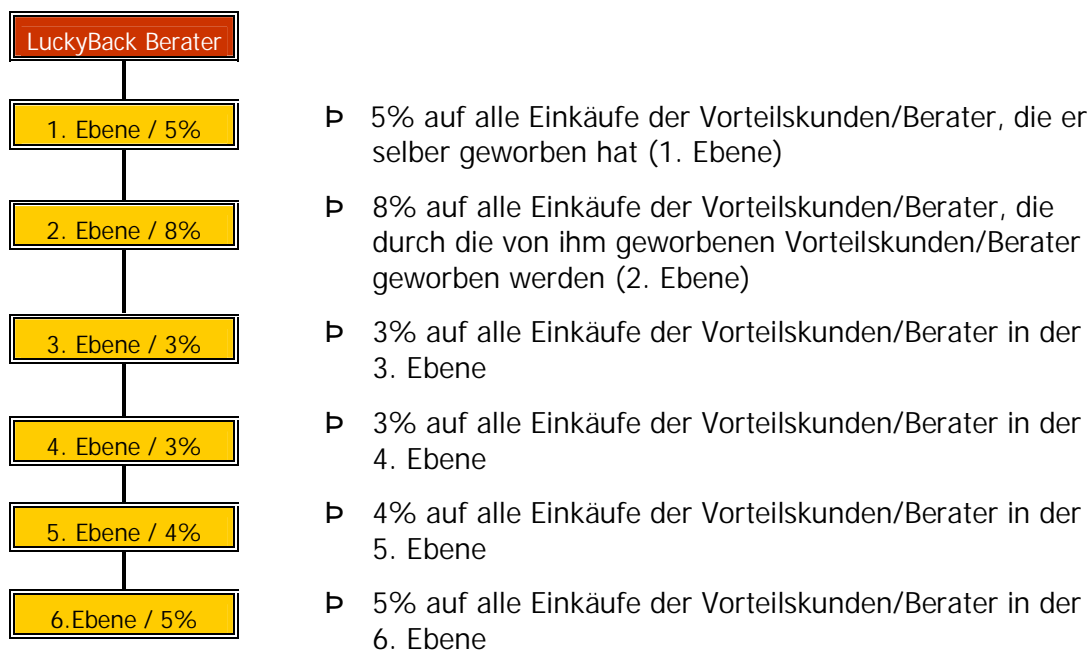 LuckyBack Berater
1. Ebene / 5%
Þ 5% auf alle Einkäufe der Vorteilskunden/Berater, die er
selber geworben hat (1. Ebene)
2. Ebene / 8%
Þ 8% auf alle Einkäufe der Vorteilskunden/Berater, die
durch die von ihm geworbenen Vorteilskunden/Berater
geworben werden (2. Ebene)
3. Ebene / 3%
Þ 3% auf alle Einkäufe der Vorteilskunden/Berater in der
3. Ebene
4. Ebene / 3%
Þ 3% auf alle Einkäufe der Vorteilskunden/Berater in der
4. Ebene
5. Ebene / 4%
Þ 4% auf alle Einkäufe der Vorteilskunden/Berater in der
5. Ebene
6.Ebene / 5%
Þ 5% auf alle Einkäufe der Vorteilskunden/Berater in der
6. Ebene